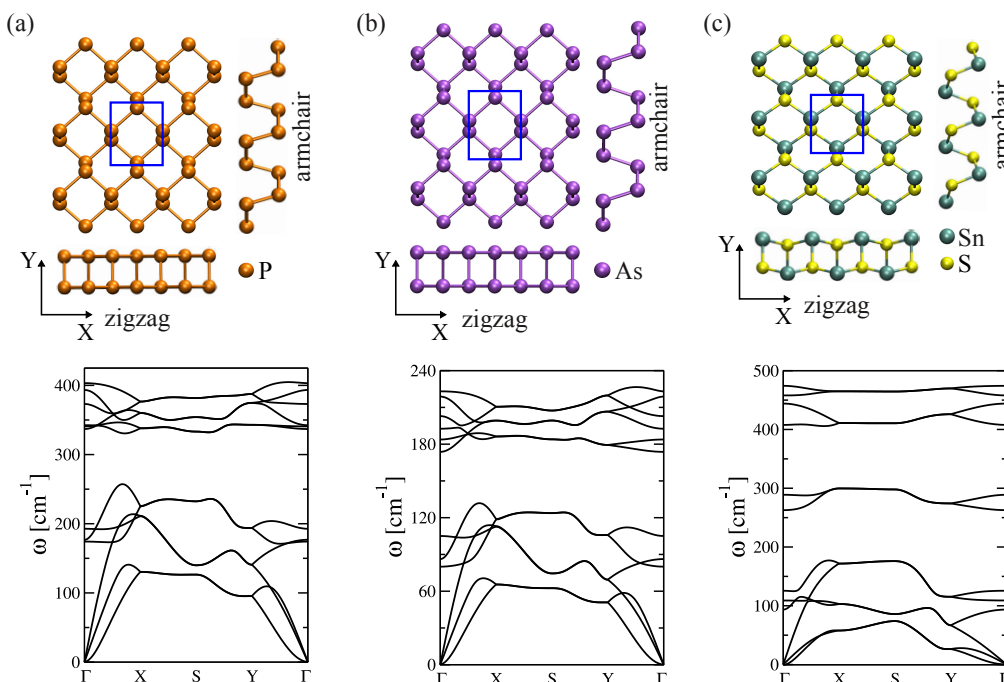 (a)
armchair
Y
X
zigzag
P
(b)
armchair
Y
X
zigzag
As
(c)
armchair
Y
X
zigzag
Sn
S
400
300
200
100
0
ω [cm⁻¹]
Γ X S Y Γ
240
180
120
60
0
ω [cm⁻¹]
Γ X S Y Γ
500
400
300
200
100
0
ω [cm⁻¹]
Γ X S Y Γ